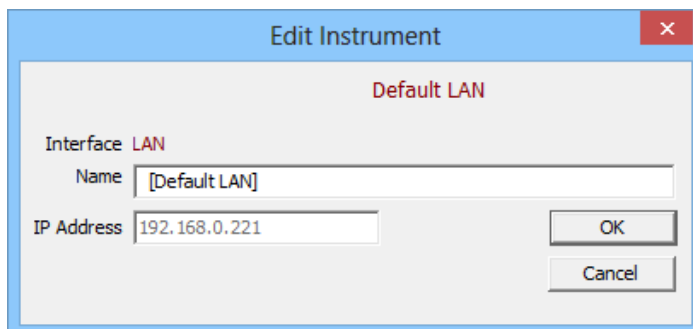 Edit Instrument
Default LAN
Interface LAN
Name [Default LAN]
IP Address 192.168.0.221
OK
Cancel